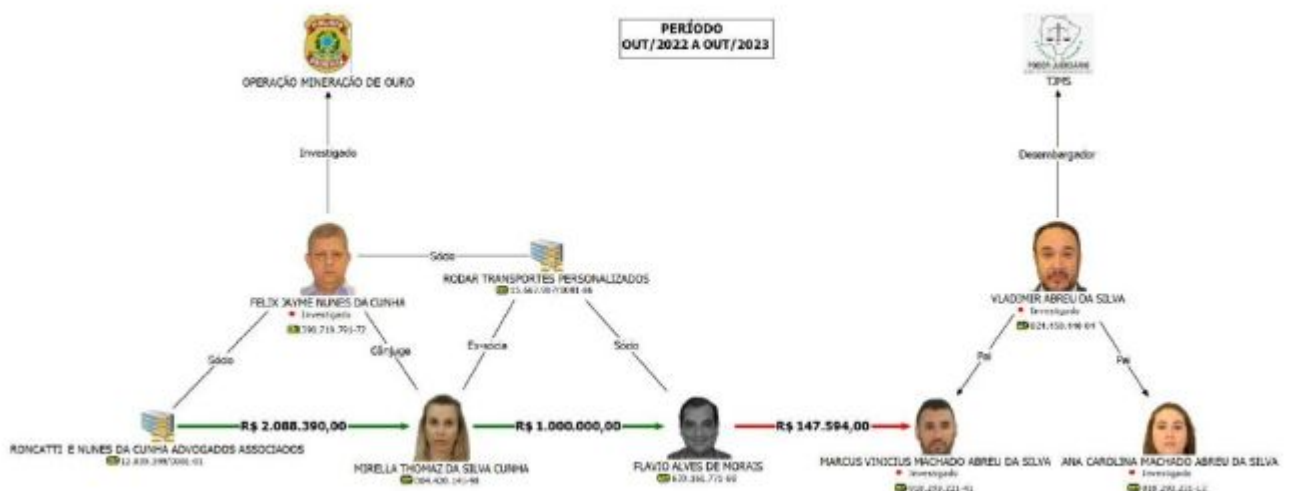 PERÍODO
OUT/2022 A OUT/2023
OPERAÇÃO MINERAÇÃO DE OURO
TJMS
Investigado
Desembargador
Sócio
RODAR TRANSPORTES PERSONALIZADOS
FELIX JAYME NUNES DA CUNHA
Investigado
VLADIMIR ABREU DA SILVA
Investigado
Sócio
Cônjuge
Ex-sócia
Sócio
Pai
Pai
R$ 2.088.390,00
R$ 1.000.000,00
R$ 147.594,00
RONCATTI E NUNES DA CUNHA ADVOGADOS ASSOCIADOS
MIRELLA THOMAZ DA SILVA CUNHA
FLAVIO ALVES DE MORAIS
MARCUS VINICIUS MACHADO ABREU DA SILVA
ANA CAROLINA MACHADO ABREU DA SILVA
Investigado
Investigado